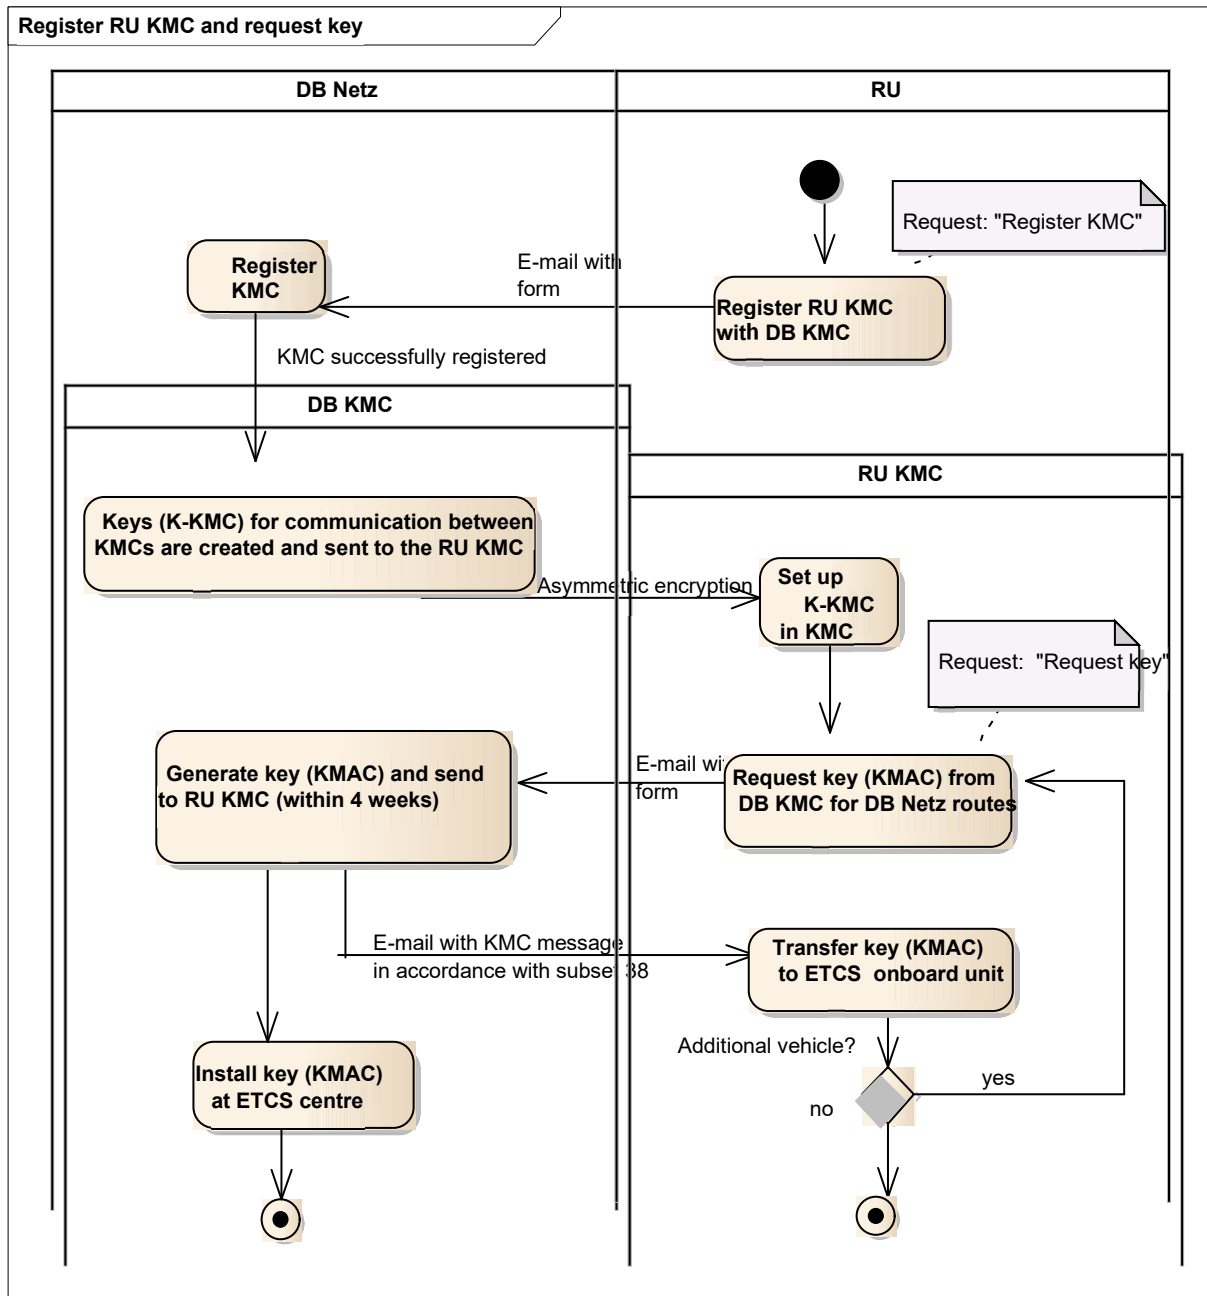 Register RU KMC and request key
DB Netz
RU
Request: "Register KMC"
Register
KMC
E-mail with
form
Register RU KMC
with DB KMC
KMC successfully registered
DB KMC
RU KMC
Keys (K-KMC) for communication between
KMCs are created and sent to the RU KMC
Asymmetric encryption
Set up
K-KMC
in KMC
Request: "Request key"
Generate key (KMAC) and send
to RU KMC (within 4 weeks)
E-mail wi
form
Request key (KMAC) from
DB KMC for DB Netz routes
E-mail with KMC message
in accordance with subset 38
Transfer key (KMAC)
to ETCS onboard unit
Additional vehicle?
yes
no
Install key (KMAC)
at ETCS centre